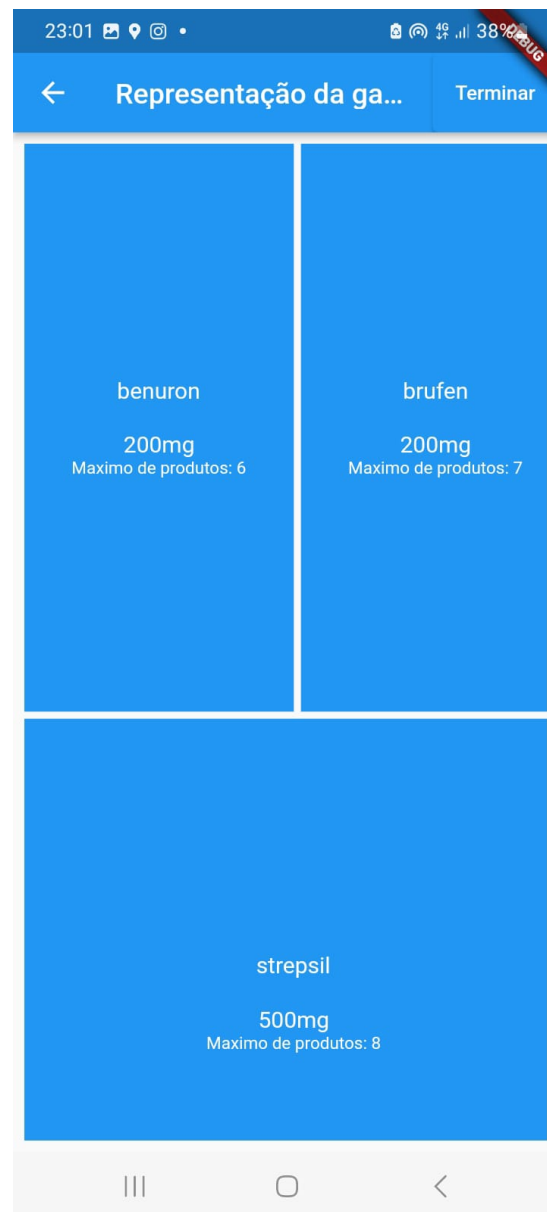 23:01 4G 38%
DEBUG
Representação da ga... Terminar
benuron
200mg
Maximo de produtos: 6
brufen
200mg
Maximo de produtos: 7
strepsil
500mg
Maximo de produtos: 8